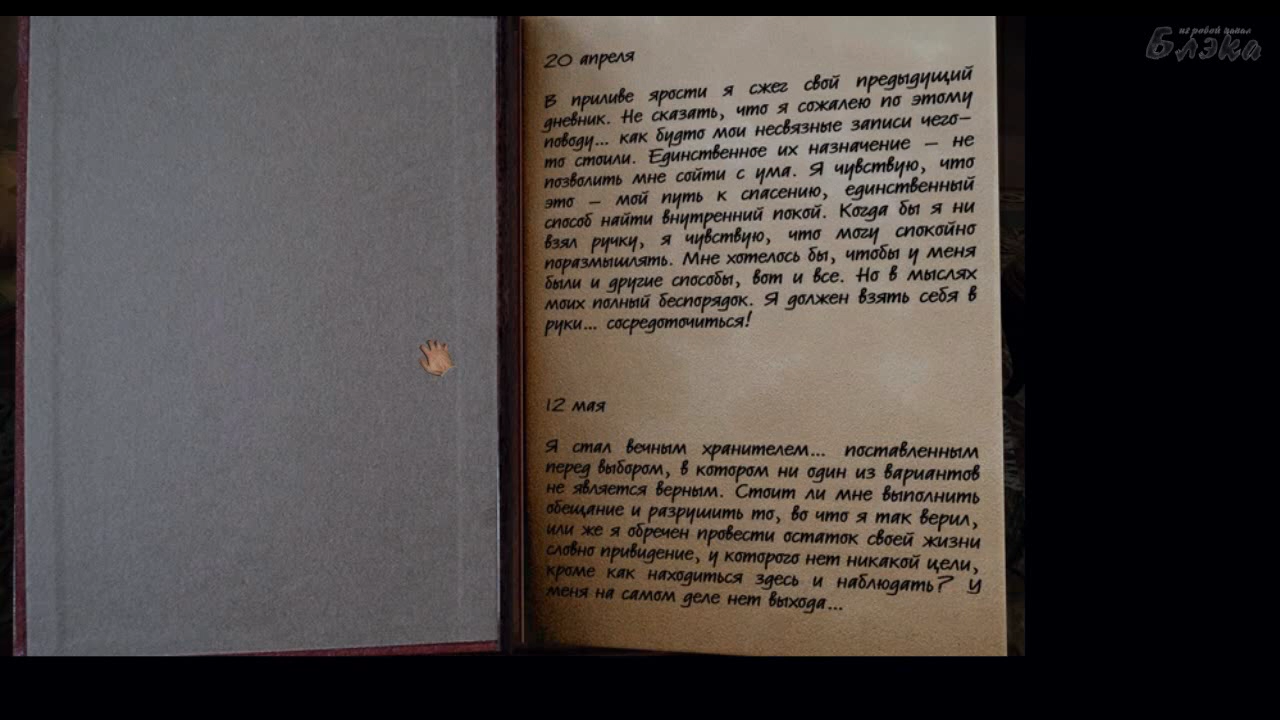 игровой канал
Блэка
20 апреля
В приливе ярости я сжег свой предыдущий
дневник. Не сказать, что я сожалею по этому
поводу... как будто мои несвязные записи чего-
то стоили. Единственное их назначение – не
позволить мне сойти с ума. Я чувствую, что
это – мой путь к спасению, единственный
способ найти внутренний покой. Когда бы я ни
взял ручку, я чувствую, что могу спокойно
поразмышлять. Мне хотелось бы, чтобы у меня
были и другие способы, вот и все. Но в мыслях
моих полный беспорядок. Я должен взять себя в
руки... сосредоточиться!
12 мая
Я стал вечным хранителем... поставленным
перед выбором, в котором ни один из вариантов
не является верным. Стоит ли мне выполнить
обещание и разрушить то, во что я так верил,
или же я обречен провести остаток своей жизни
словно привидение, у которого нет никакой цели,
кроме как находиться здесь и наблюдать? У
меня на самом деле нет выхода...